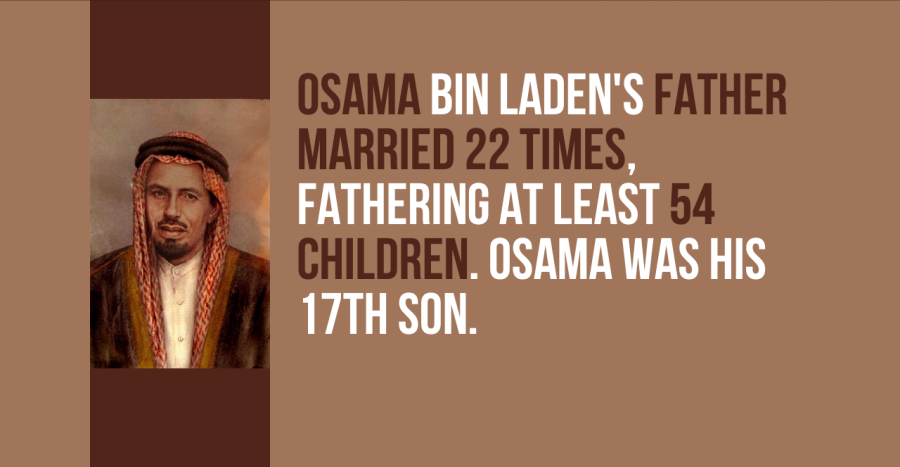 OSAMA BIN LADEN'S FATHER
MARRIED 22 TIMES,
FATHERING AT LEAST 54
CHILDREN. OSAMA WAS HIS
17TH SON.